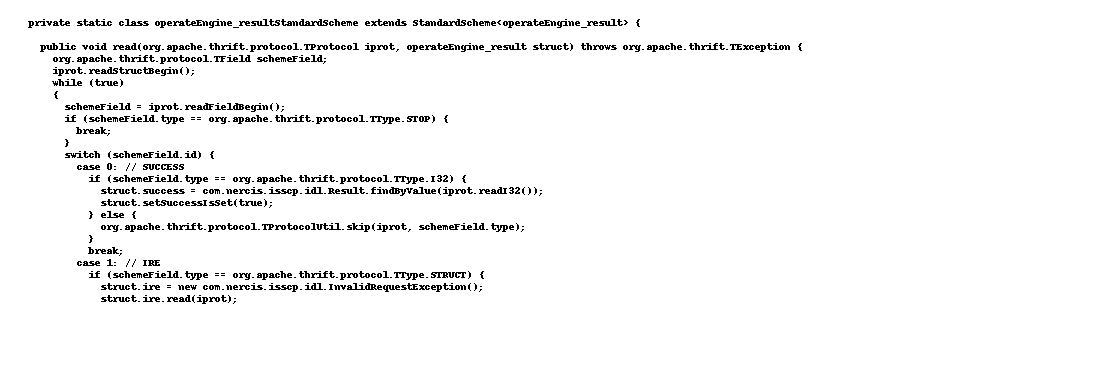 private static class operateEngine_resultStandardScheme extends StandardScheme<operateEngine_result> {
public void read(org.apache.thrift.protocol.TProtocol iprot, operateEngine_result struct) throws org.apache.thrift.TException {
org.apache.thrift.protocol.TField schemeField;
iprot.readStructBegin();
while (true)
{
schemeField = iprot.readFieldBegin();
if (schemeField.type == org.apache.thrift.protocol.TType.STOP) {
break;
}
switch (schemeField.id) {
case 0: // SUCCESS
if (schemeField.type == org.apache.thrift.protocol.TType.I32) {
struct.success = com.nercis.isscp.idl.Result.findByValue(iprot.readI32());
struct.setSuccessIsSet(true);
} else {
org.apache.thrift.protocol.TProtocolUtil.skip(iprot, schemeField.type);
}
break;
case 1: // IRE
if (schemeField.type == org.apache.thrift.protocol.TType.STRUCT) {
struct.ire = new com.nercis.isscp.idl.InvalidRequestException();
struct.ire.read(iprot);